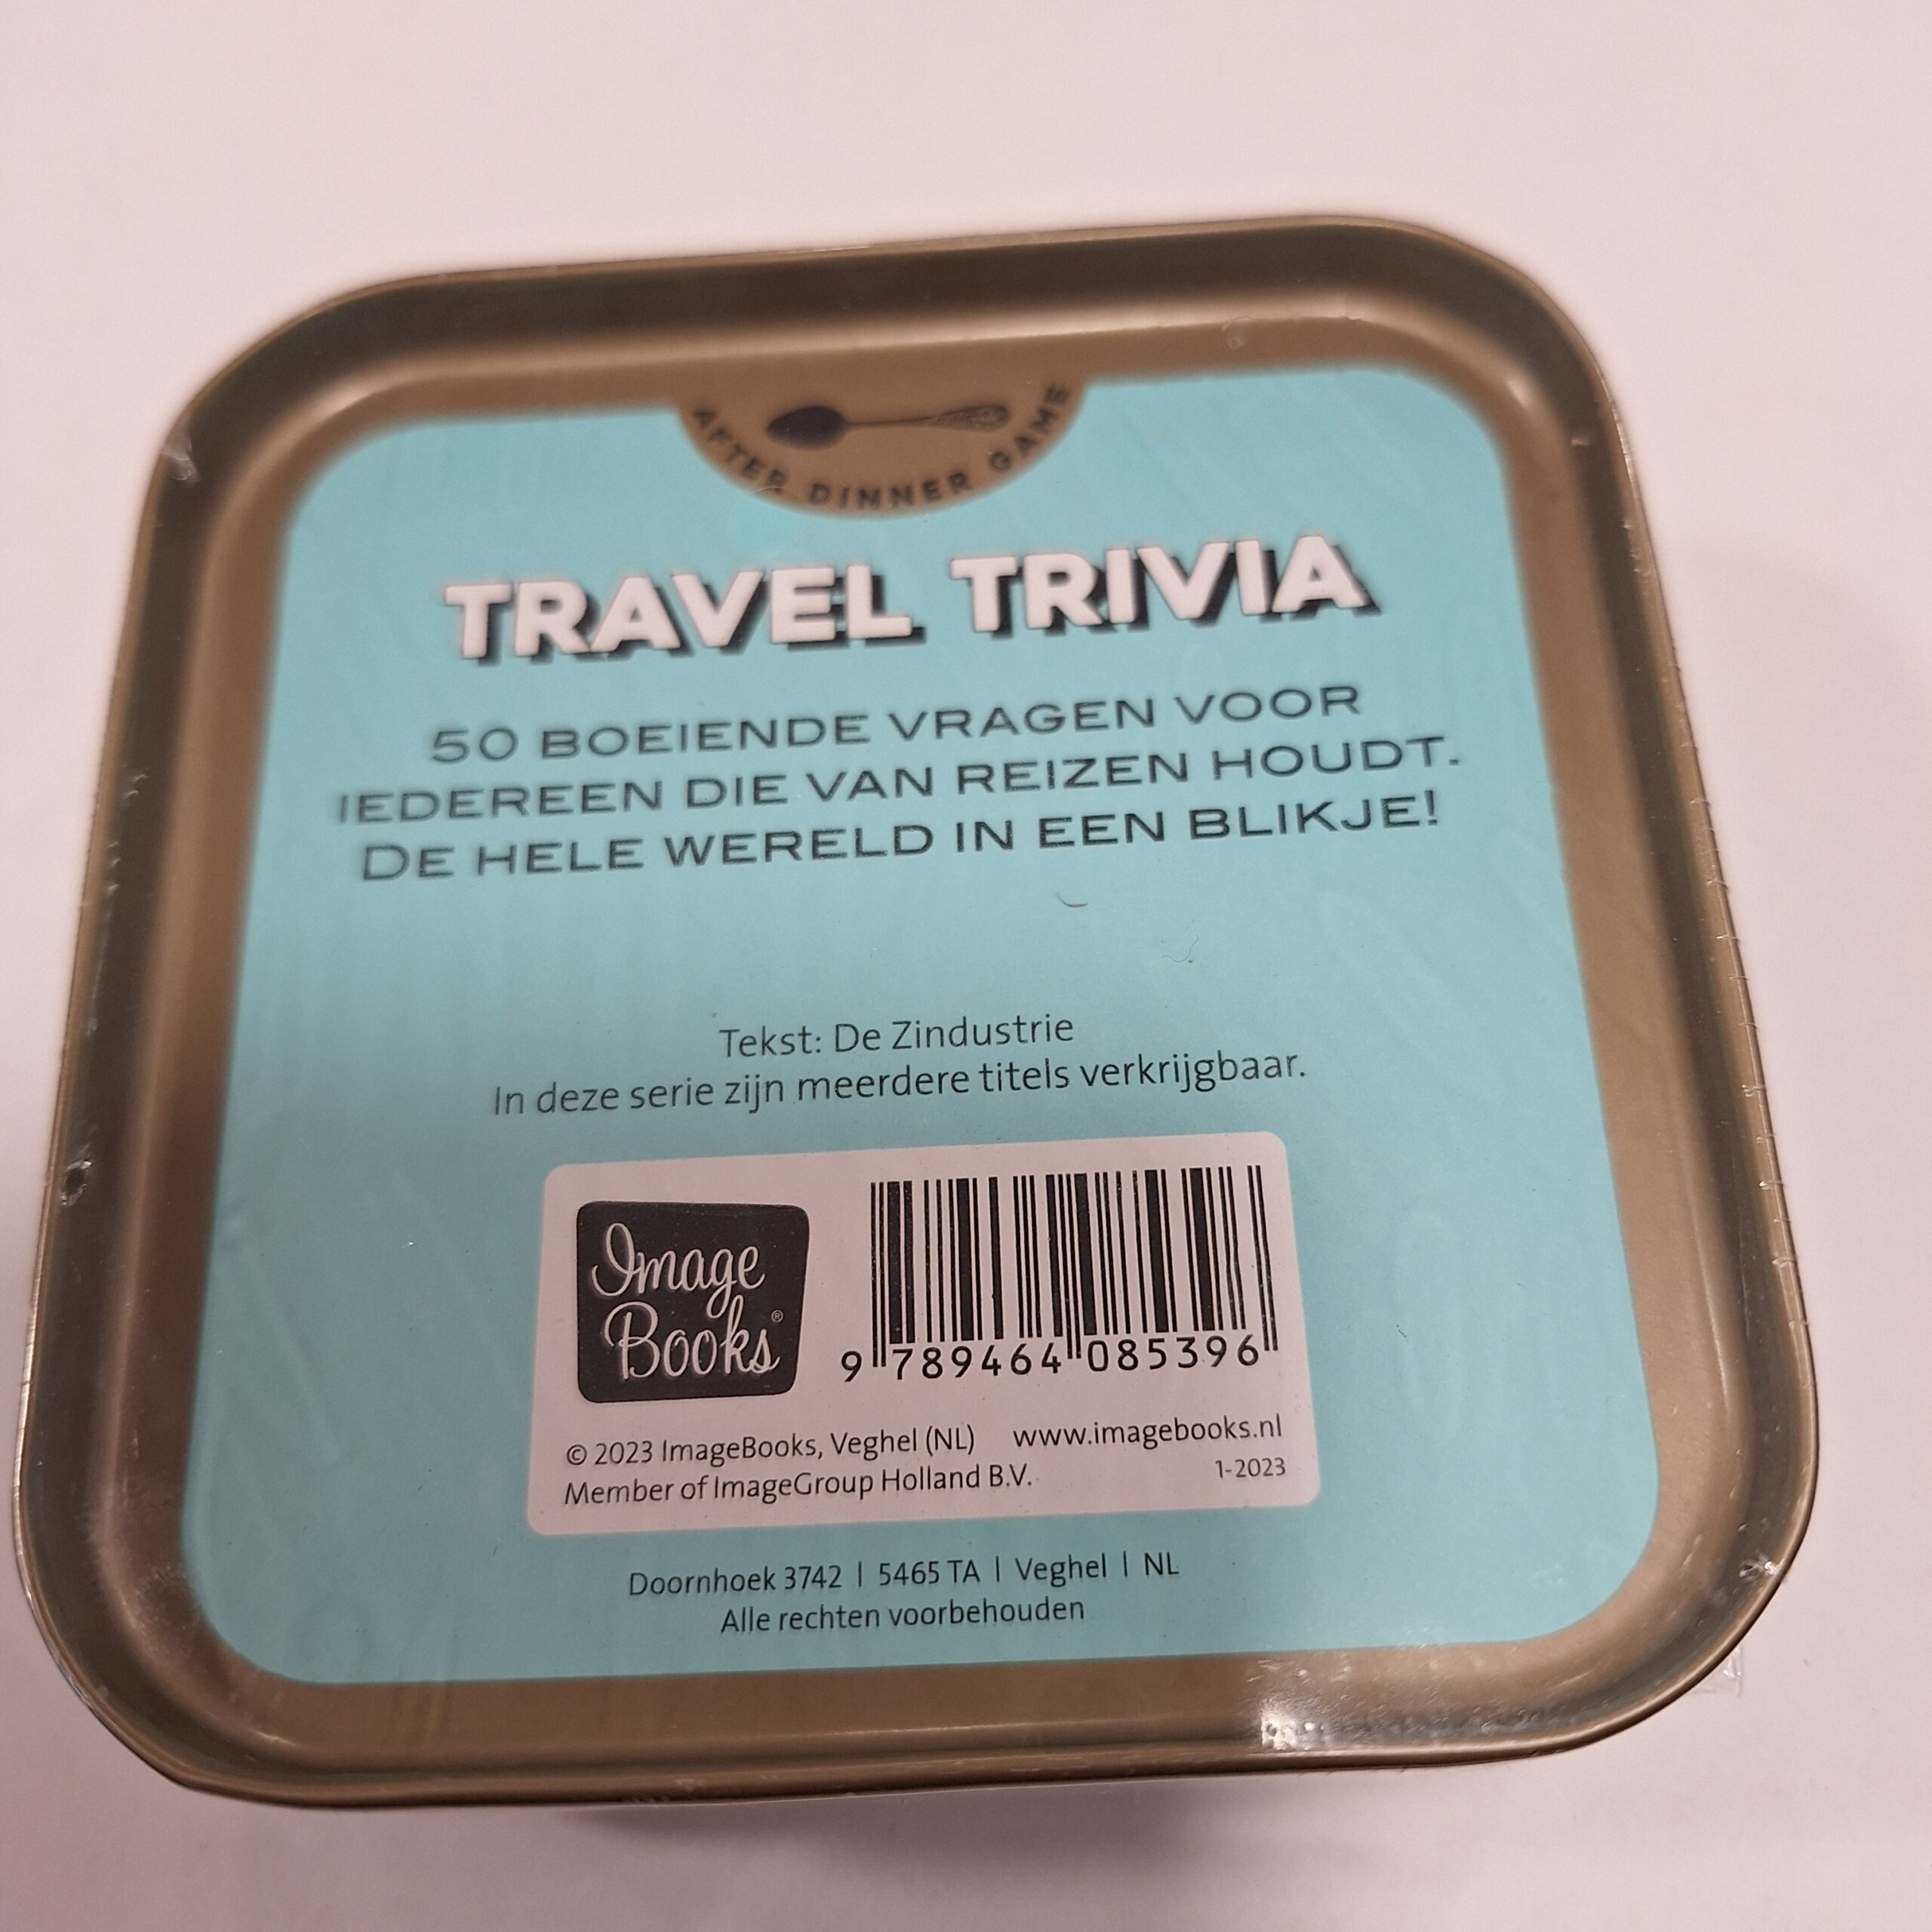 AFTER DINNER GAME
TRAVEL TRIVIA
50 BOEIENDE VRAGEN VOOR
IEDEREEN DIE VAN REIZEN HOUDT.
DE HELE WERELD IN EEN BLIKJE!
Tekst: De Zindustrie
In deze serie zijn meerdere titels verkrijgbaar.
Image
Books®
9 789464 085396
© 2023 ImageBooks, Veghel (NL) www.imagebooks.nl
Member of ImageGroup Holland B.V. 1-2023
Doornhoek 3742 | 5465 TA | Veghel | NL
Alle rechten voorbehouden